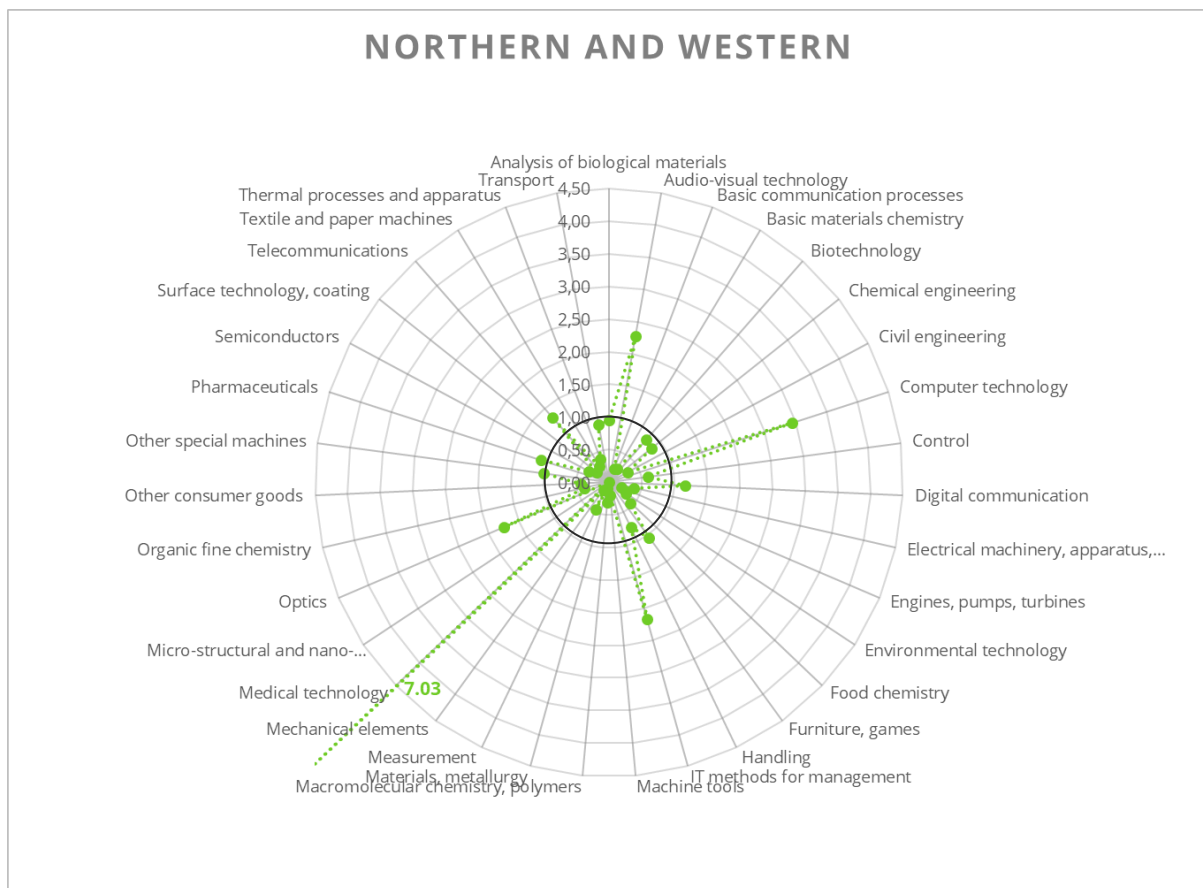 NORTHERN AND WESTERN
Analysis of biological materials
Transport
Audio-visual technology
Thermal processes and apparatus
4,50
Basic communication processes
Textile and paper machines
4,00
Basic materials chemistry
Telecommunications
3,50
Biotechnology
Surface technology, coating
3,00
Chemical engineering
2,50
Semiconductors
Civil engineering
2,00
Pharmaceuticals
1,50
Computer technology
1,00
Other special machines
0,50
Control
0,00
Other consumer goods
Digital communication
Organic fine chemistry
Electrical machinery, apparatus,...
Optics
Engines, pumps, turbines
Micro-structural and nano-...
Environmental technology
Medical technology
7.03
Food chemistry
Mechanical elements
Furniture, games
Measurement
Handling
Materials, metallurgy
IT methods for management
Macromolecular chemistry, polymers
Machine tools